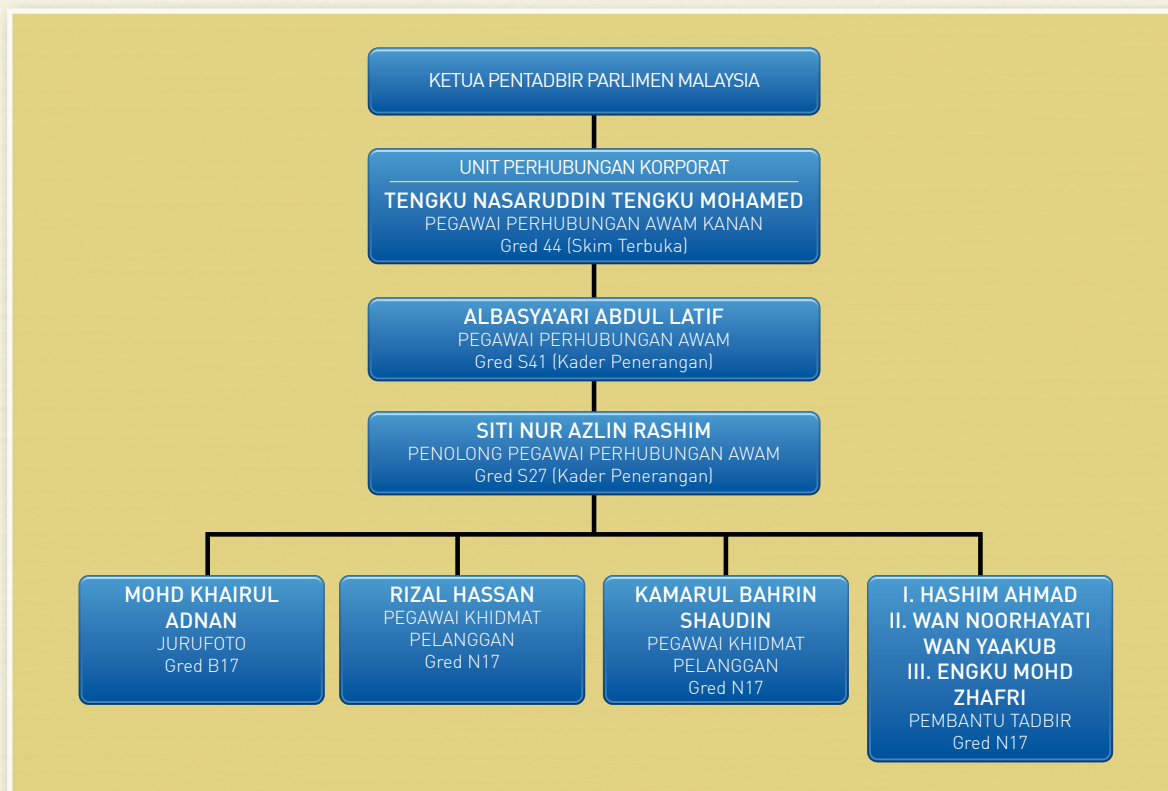 KETUA PENTADBIR PARLIMEN MALAYSIA
UNIT PERHUBUNGAN KORPORAT
TENGKU NASARUDDIN TENGKU MOHAMED
PEGAWAI PERHUBUNGAN AWAM KANAN
Gred 44 (Skim Terbuka)
ALBASYA'ARI ABDUL LATIF
PEGAWAI PERHUBUNGAN AWAM
Gred S41 (Kader Penerangan)
SITI NUR AZLIN RASHIM
PENOLONG PEGAWAI PERHUBUNGAN AWAM
Gred S27 (Kader Penerangan)
MOHD KHAIRUL
ADNAN
JURUFOTO
Gred B17
RIZAL HASSAN
PEGAWAI KHIDMAT
PELANGGAN
Gred N17
KAMARUL BAHRIN
SHAUDIN
PEGAWAI KHIDMAT
PELANGGAN
Gred N17
I. HASHIM AHMAD
II. WAN NOORHAYATI
WAN YAAKUB
III. ENGKU MOHD
ZHAFRI
PEMBANTU TADBIR
Gred N17